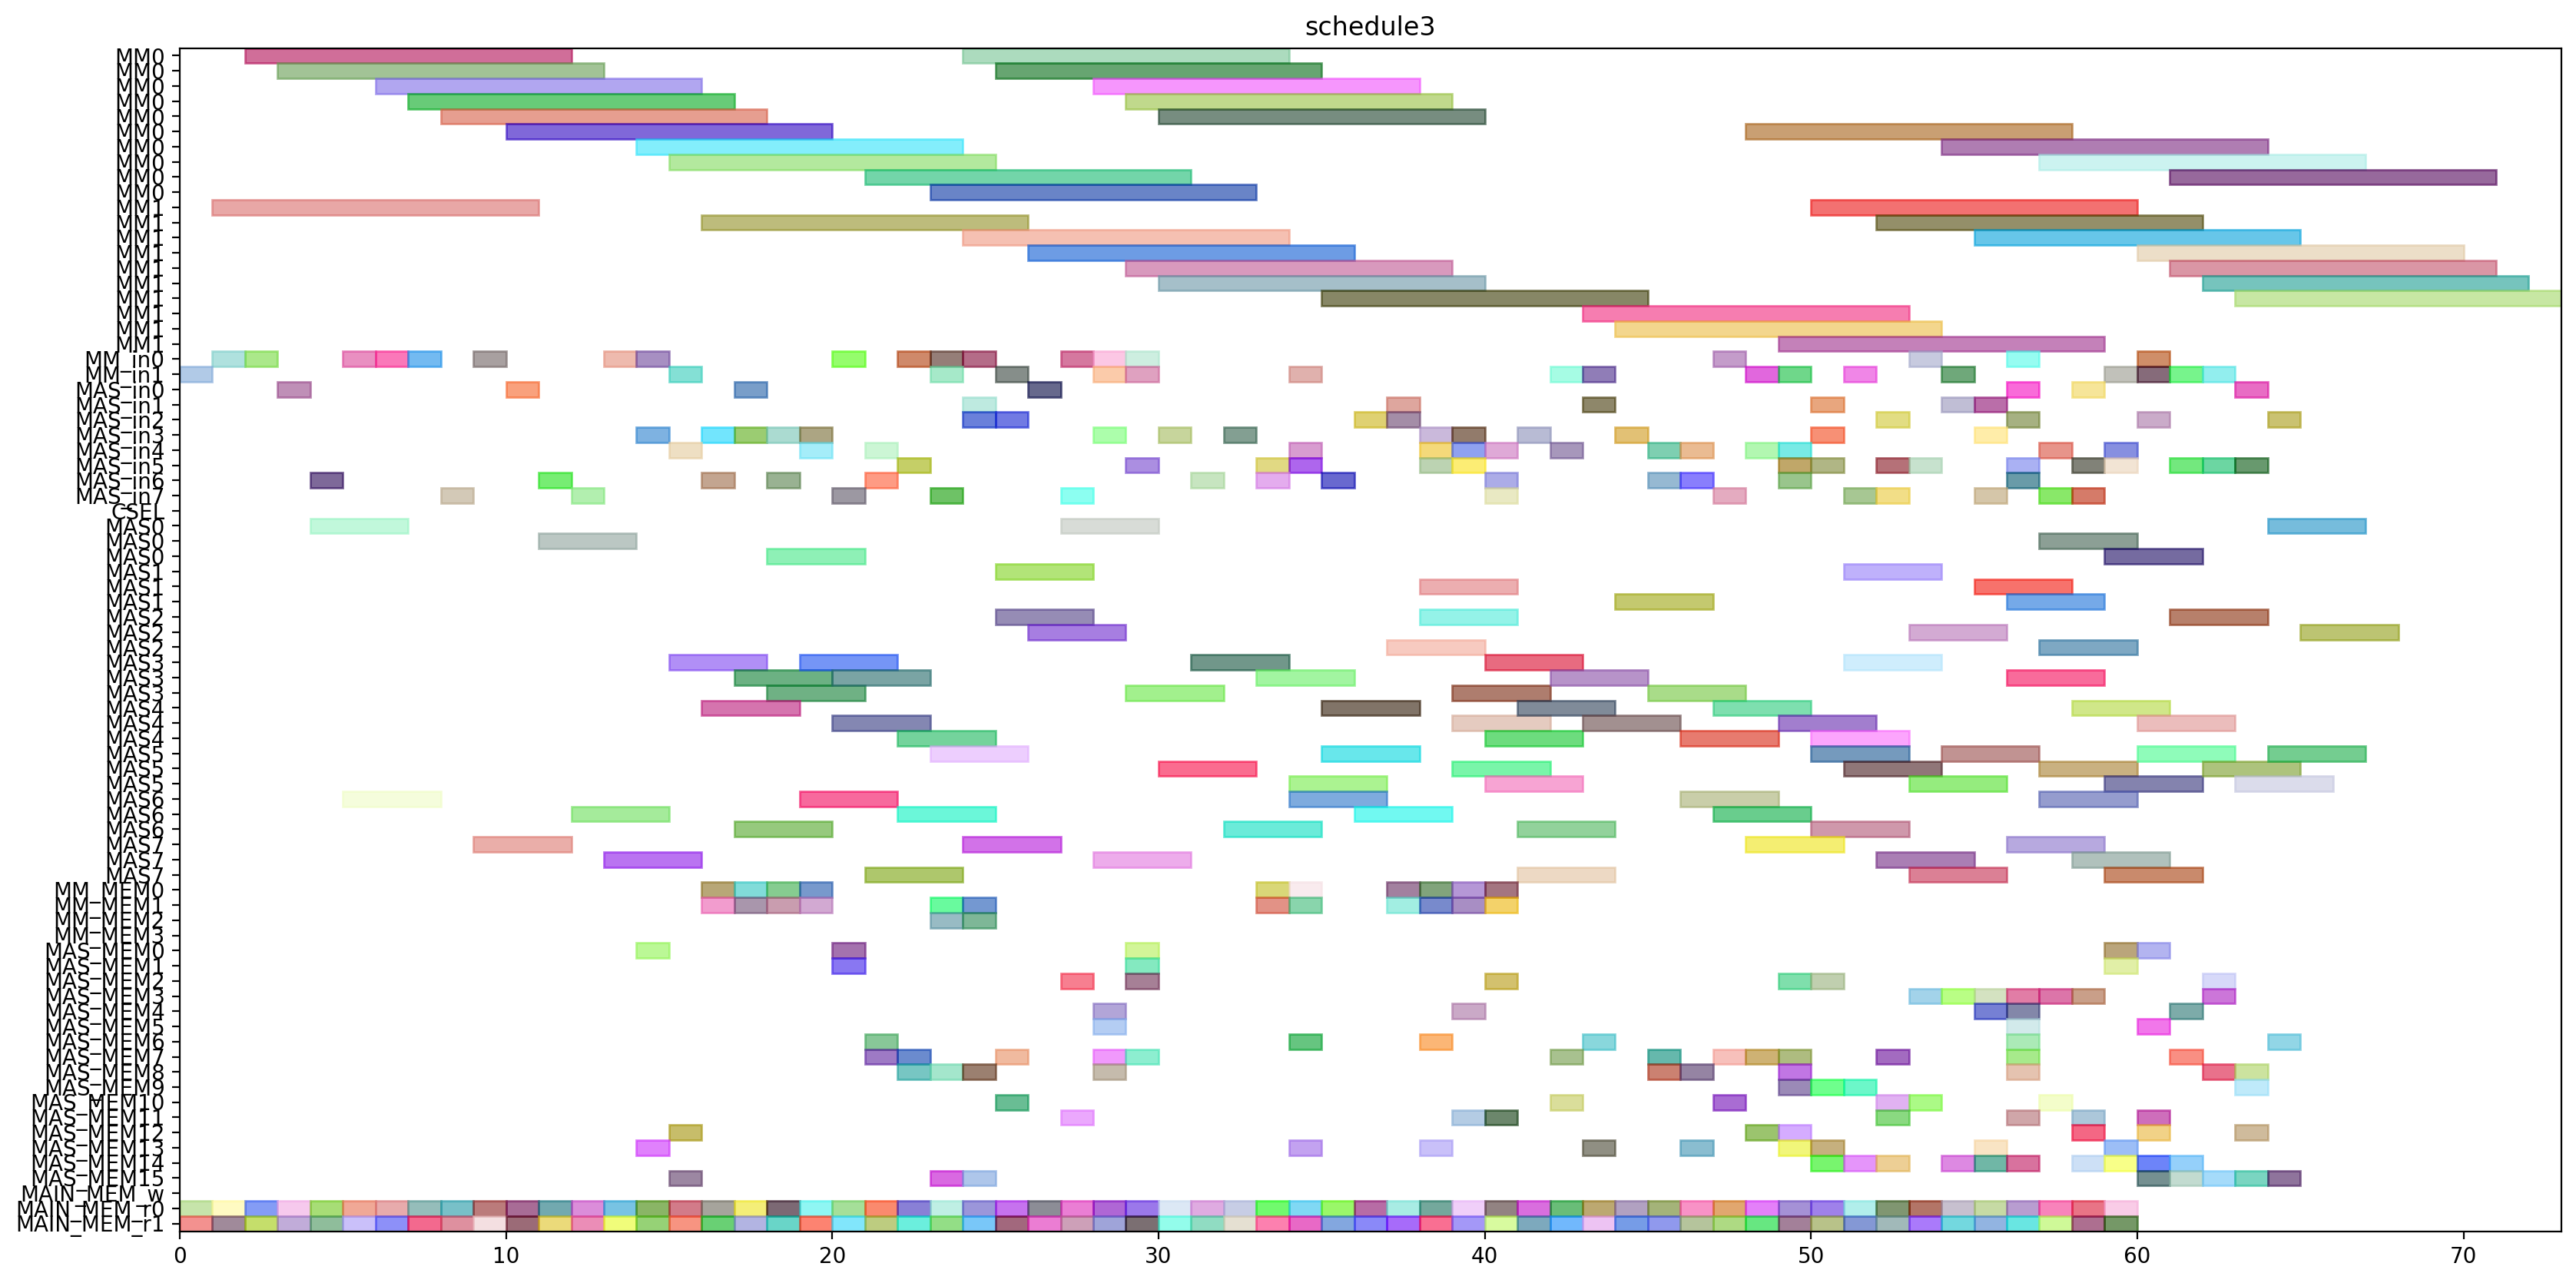 schedule3
MM0
MM0
MM0
MM0
MM0
MM0
MM0
MM0
MM0
MM0
MM1
MM1
MM1
MM1
MM1
MM1
MM1
MM1
MM1
MM1
MM_in0
MM_in1
MAS_in0
MAS_in1
MAS_in2
MAS_in3
MAS_in4
MAS_in5
MAS_in6
MAS_in7
CSEL
MAS0
MAS0
MAS0
MAS1
MAS1
MAS1
MAS2
MAS2
MAS2
MAS3
MAS3
MAS3
MAS4
MAS4
MAS4
MAS5
MAS5
MAS5
MAS6
MAS6
MAS6
MAS7
MAS7
MAS7
MM_MEM0
MM_MEM1
MM_MEM2
MM_MEM3
MAS_MEM0
MAS_MEM1
MAS_MEM2
MAS_MEM3
MAS_MEM4
MAS_MEM5
MAS_MEM6
MAS_MEM7
MAS_MEM8
MAS_MEM9
MAS_MEM10
MAS_MEM11
MAS_MEM12
MAS_MEM13
MAS_MEM14
MAS_MEM15
MAIN_MEM_w
MAIN_MEM_r0
MAIN_MEM_r1
0 10 20 30 40 50 60 70